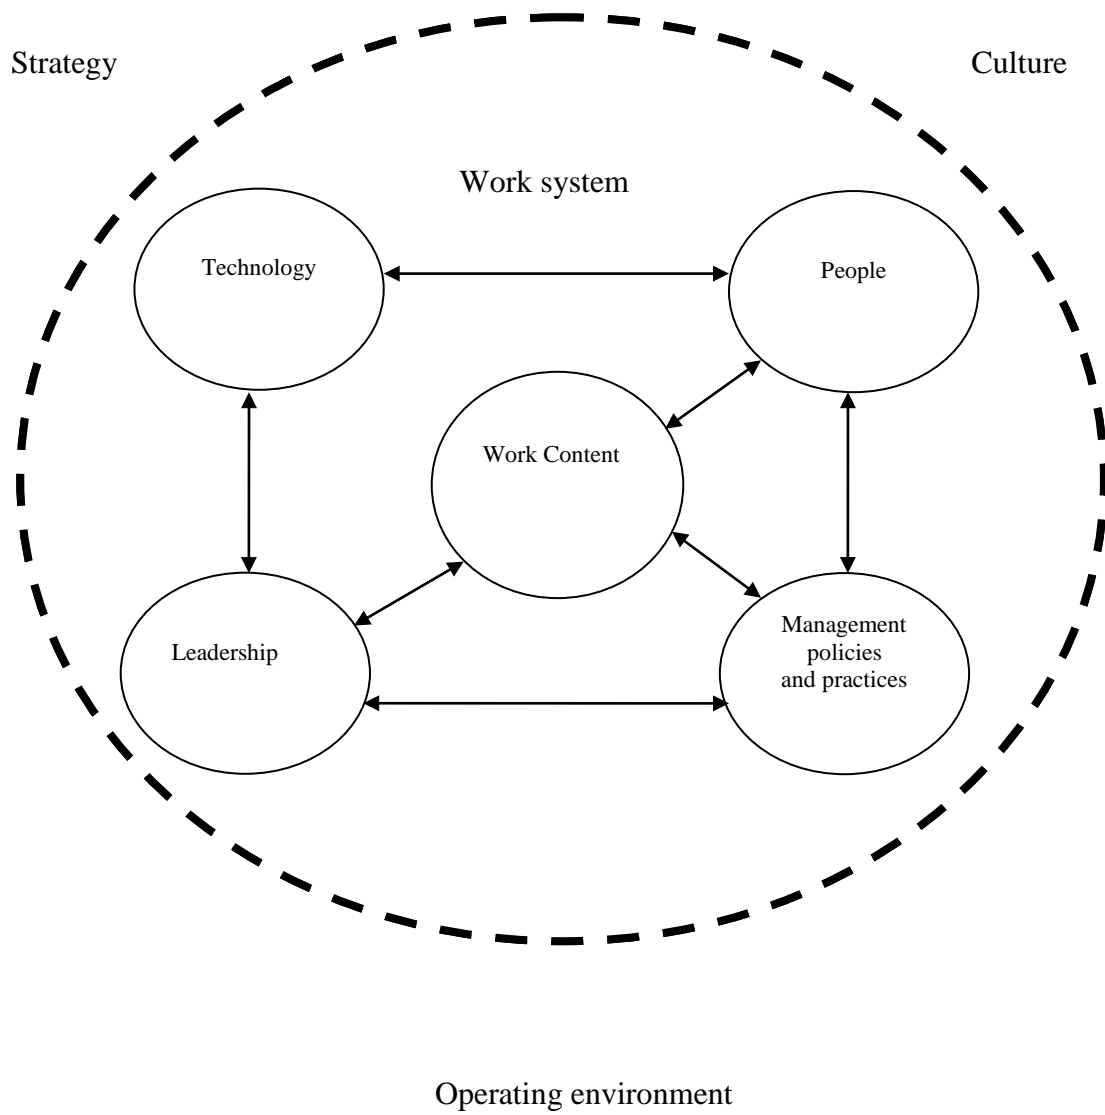 Strategy
Culture
Work system
Technology
People
Work Content
Leadership
Management
policies
and practices
Operating environment